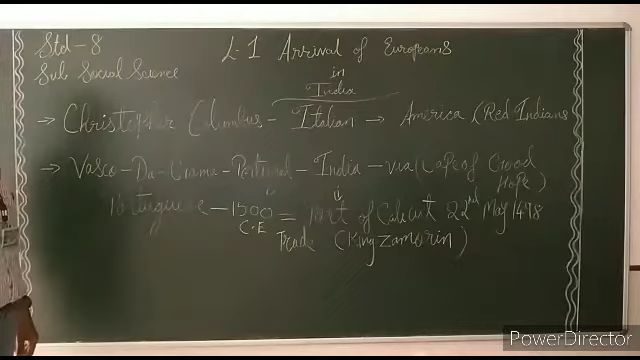 Std-8
L-1 Arrival of Europeans
in
India
Sub Social Science
→ Christopher Columbus - Italian → America (Red Indians
→ Vasco-Da-Gama-Portugal - India - via (Cape of Good
Hope)
Portuguese - 1500 = Port of Calicut 22nd May 1498
C.E Trade (King Zamorin)
PowerDirector